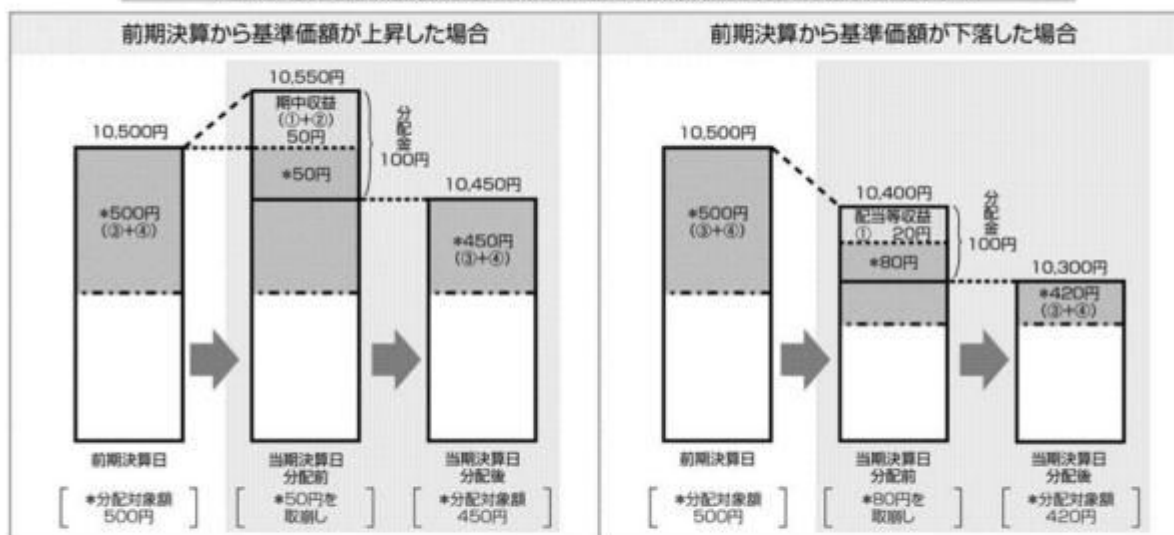 前期決算から基準価額が上昇した場合
10,550円
期中収益
(①+②)
50円
*50円
分配金
100円
10,500円
*500円
(③+④)
10,450円
*450円
(③+④)
前期決算日
当期決算日
分配前
当期決算日
分配後
*分配対象額
500円
*50円を
取崩し
*分配対象額
450円
前期決算から基準価額が下落した場合
10,500円
*500円
(③+④)
10,400円
配当等収益
① 20円
*80円
分配金
100円
10,300円
*420円
(③+④)
前期決算日
当期決算日
分配前
当期決算日
分配後
*分配対象額
500円
*80円を
取崩し
*分配対象額
420円